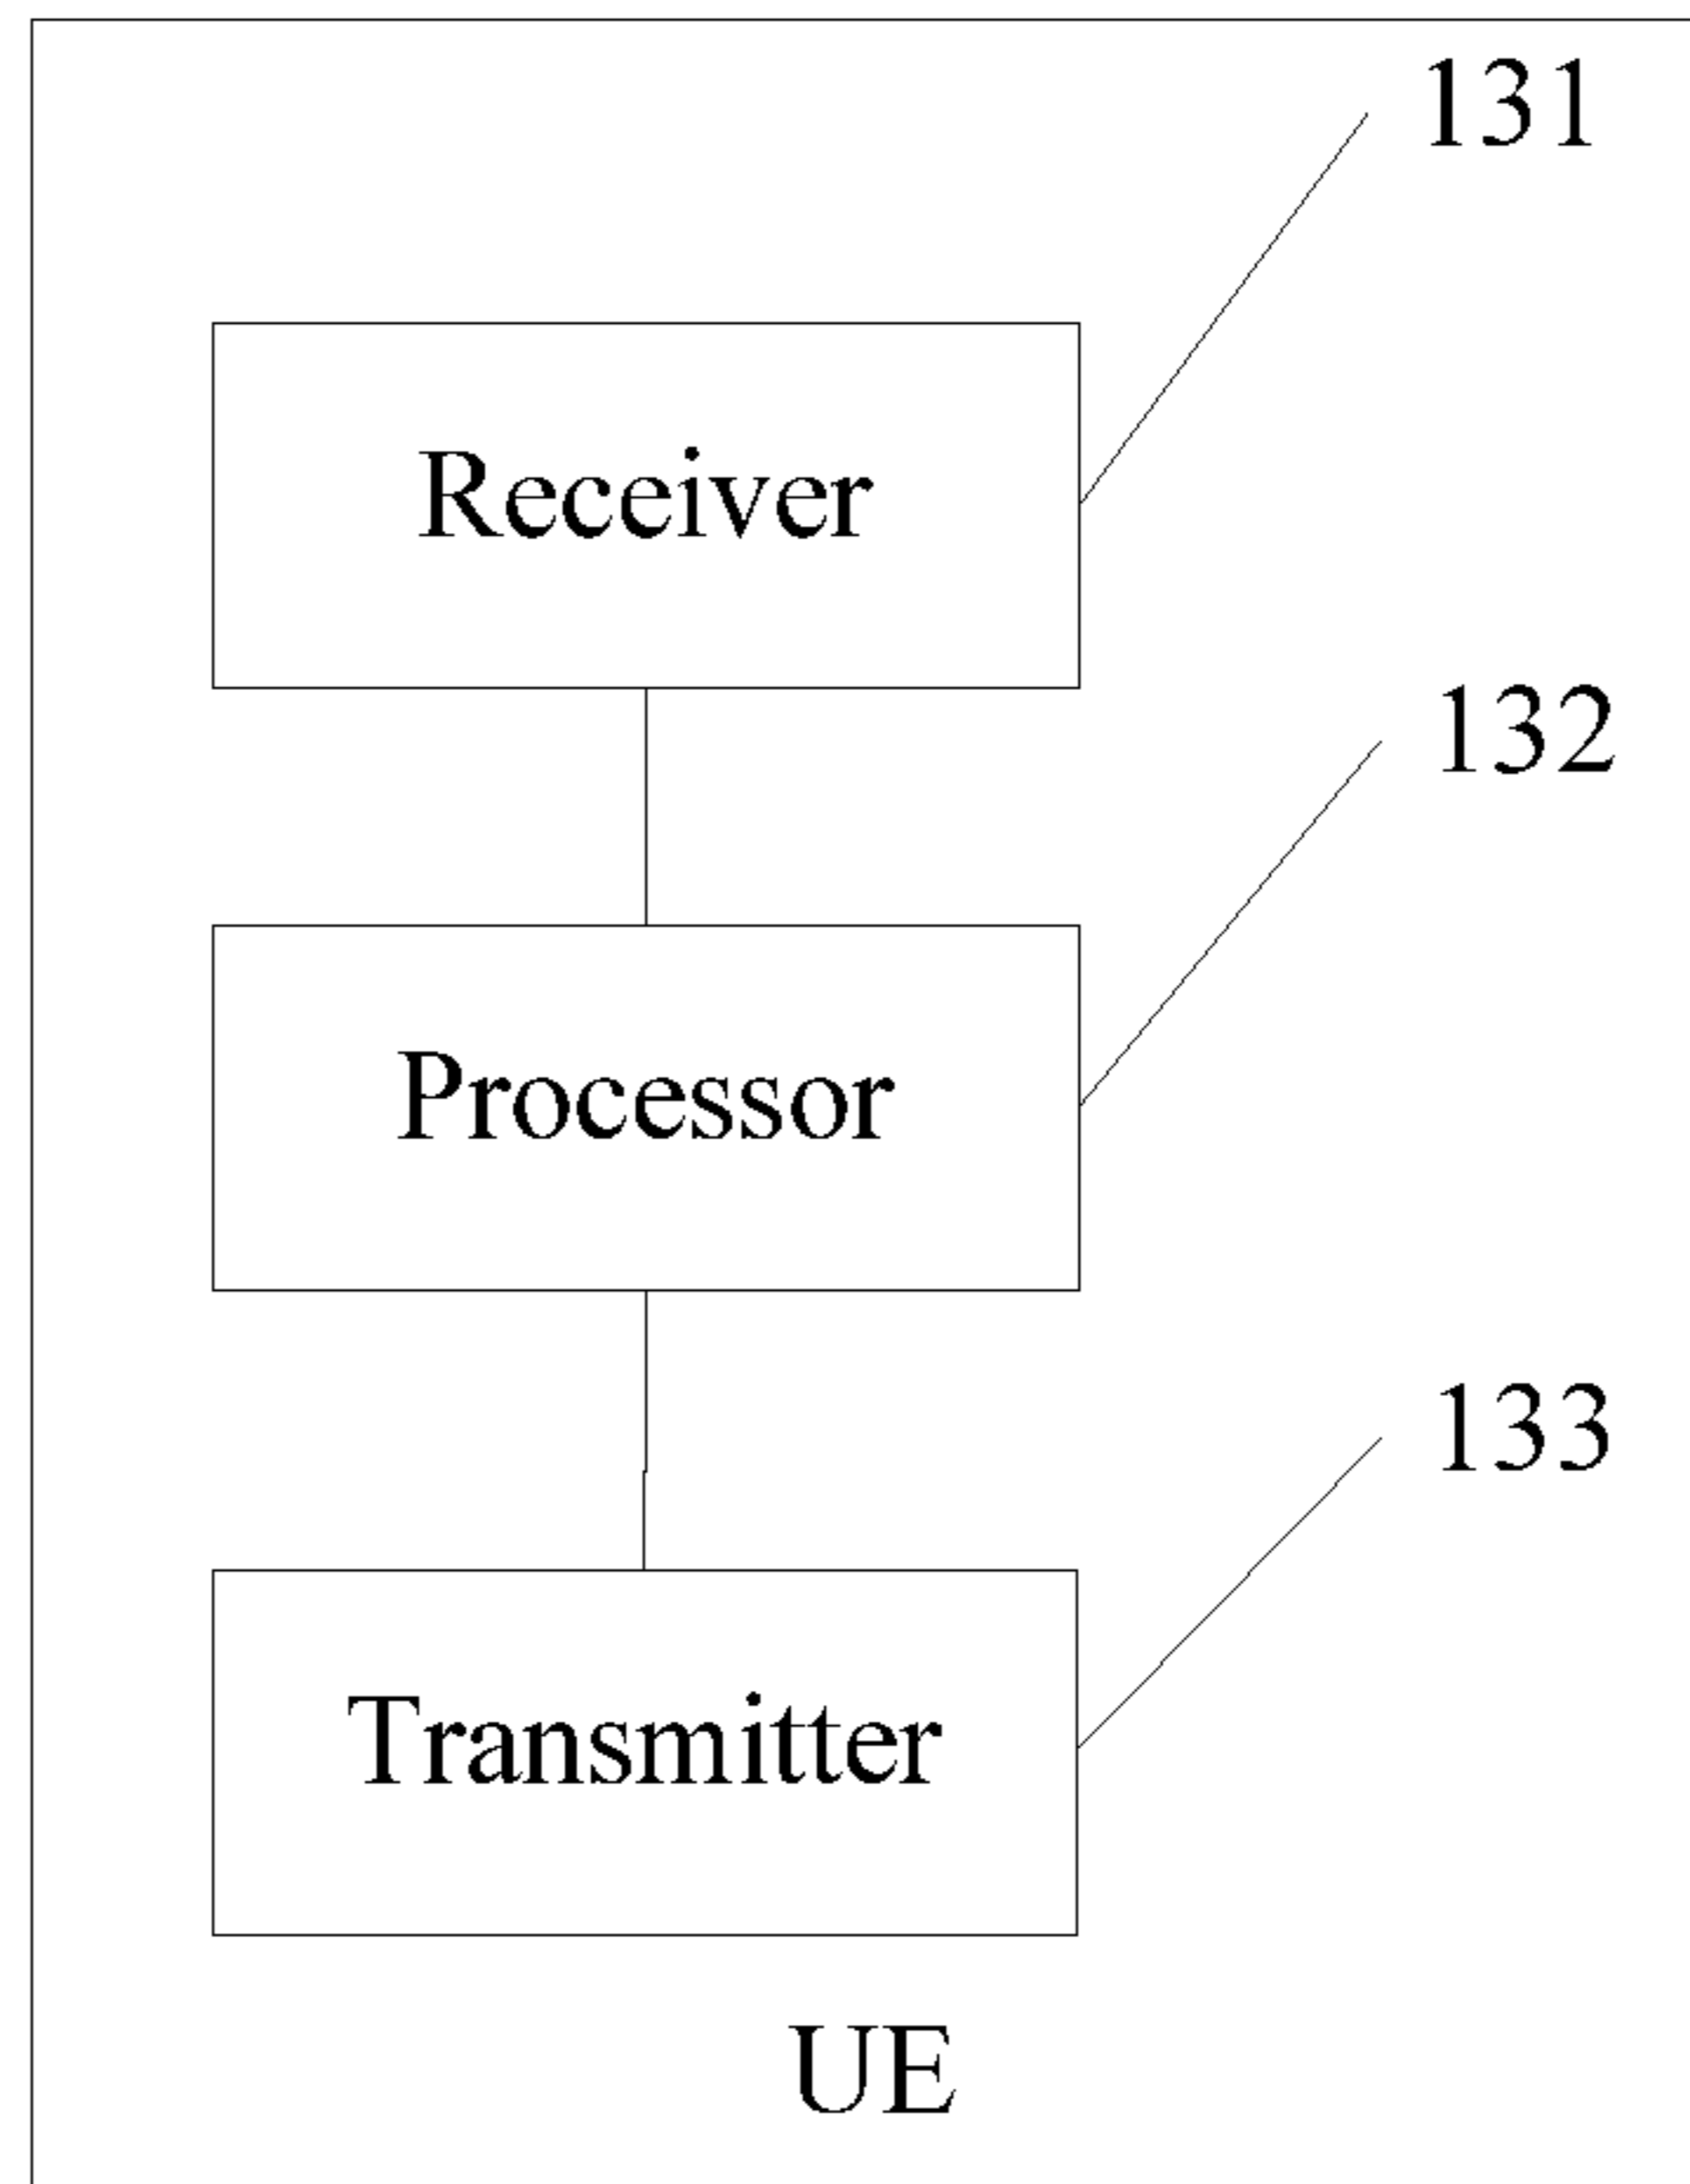 131
Receiver
132
Processor
133
Transmitter
UE